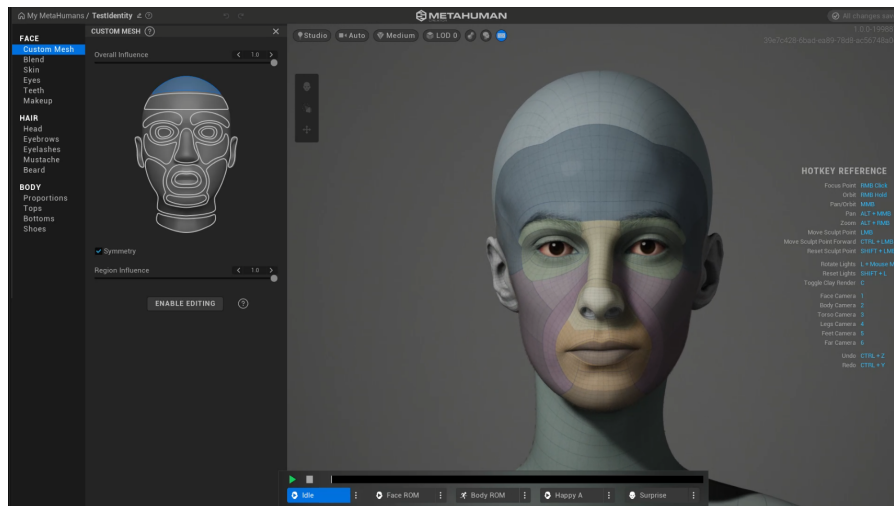 My MetaHumans / TestIdentity
METAHUMAN
All changes sav
CUSTOM MESH ?
FACE
Custom Mesh
Blend
Skin
Eyes
Teeth
Makeup
HAIR
Head
Eyebrows
Eyelashes
Mustache
Beard
BODY
Proportions
Tops
Bottoms
Shoes
Overall Influence < 1.0 >
Symmetry
Region Influence < 1.0 >
ENABLE EDITING ?
Studio Auto Medium LOD 0
HOTKEY REFERENCE
Focus Point RMB Click
Orbit RMB Hold
Pan/Orbit MMB
Pan ALT + MMB
Zoom ALT + RMB
Move Sculpt Point LMB
Move Sculpt Point Forward CTRL + LMB
Reset Sculpt Point SHIFT + LM
Rotate Lights L + Mouse M
Reset Lights SHIFT + L
Toggle Clay Render C
Face Camera 1
Body Camera 2
Torso Camera 3
Legs Camera 4
Feet Camera 5
Far Camera 6
Undo CTRL + Z
Redo CTRL + Y
Idle Face ROM Body ROM Happy A Surprise